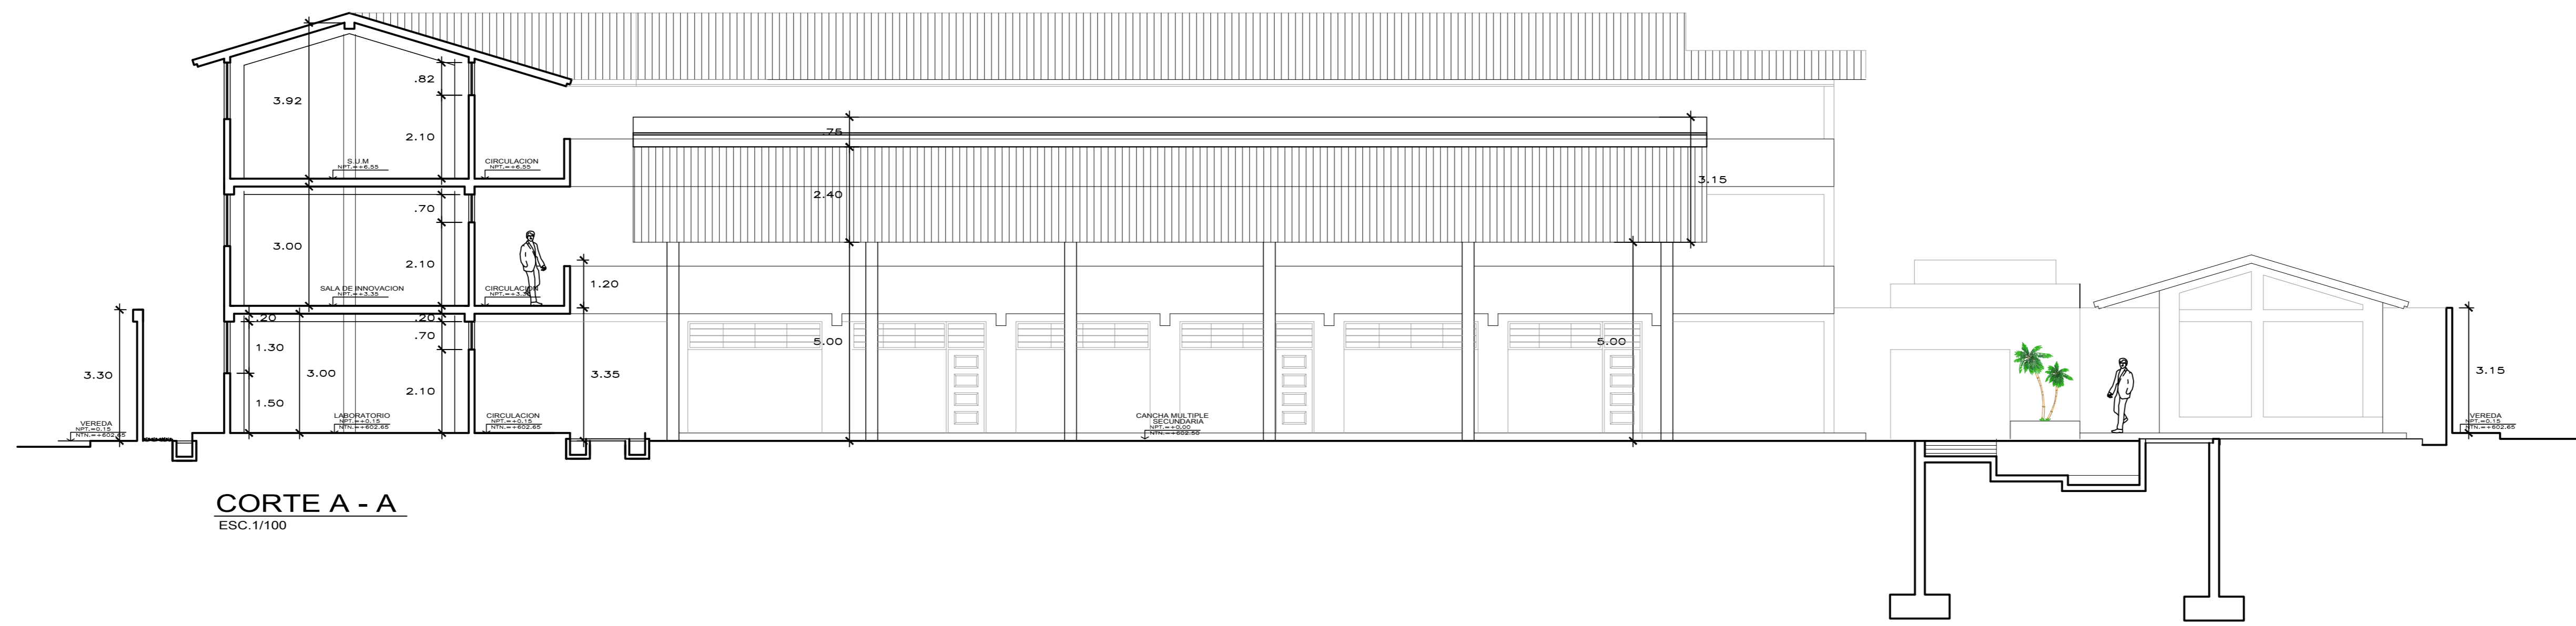 3.92
.82
2.10
S.U.M
NPT.=+6.55
CIRCULACION
NPT.=+6.55
.75
2.40
3.15
.70
3.00
2.10
SALA DE INNOVACION
NPT.=+3.35
CIRCULACION
NPT.=+3.35
1.20
.20
.20
1.30
.70
3.00
3.35
1.50
2.10
5.00
5.00
3.30
3.15
VEREDA
NPT.=0.15
NTN.=+602.65
LABORATORIO
NPT.=+0.15
NTN.=+602.65
CIRCULACION
NPT.=+0.15
NTN.=+602.65
CANCHA MULTIPLE
SECUNDARIA
NPT.=+0.00
NTN.=+602.50
VEREDA
NPT.=0.15
NTN.=+602.65
CORTE A - A
ESC.1/100